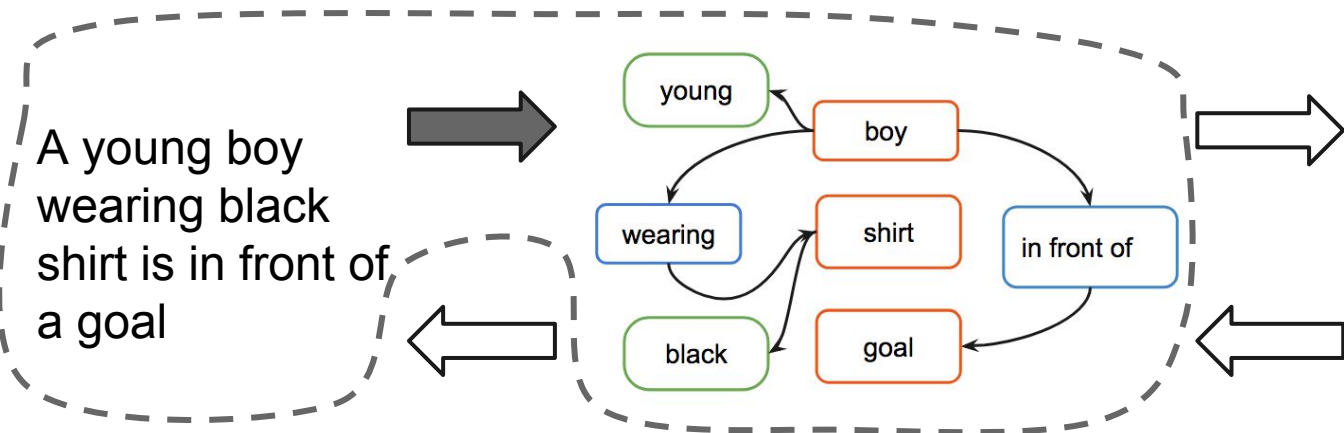 A young boy
wearing black
shirt is in front of
a goal
young
boy
wearing
shirt
in front of
black
goal